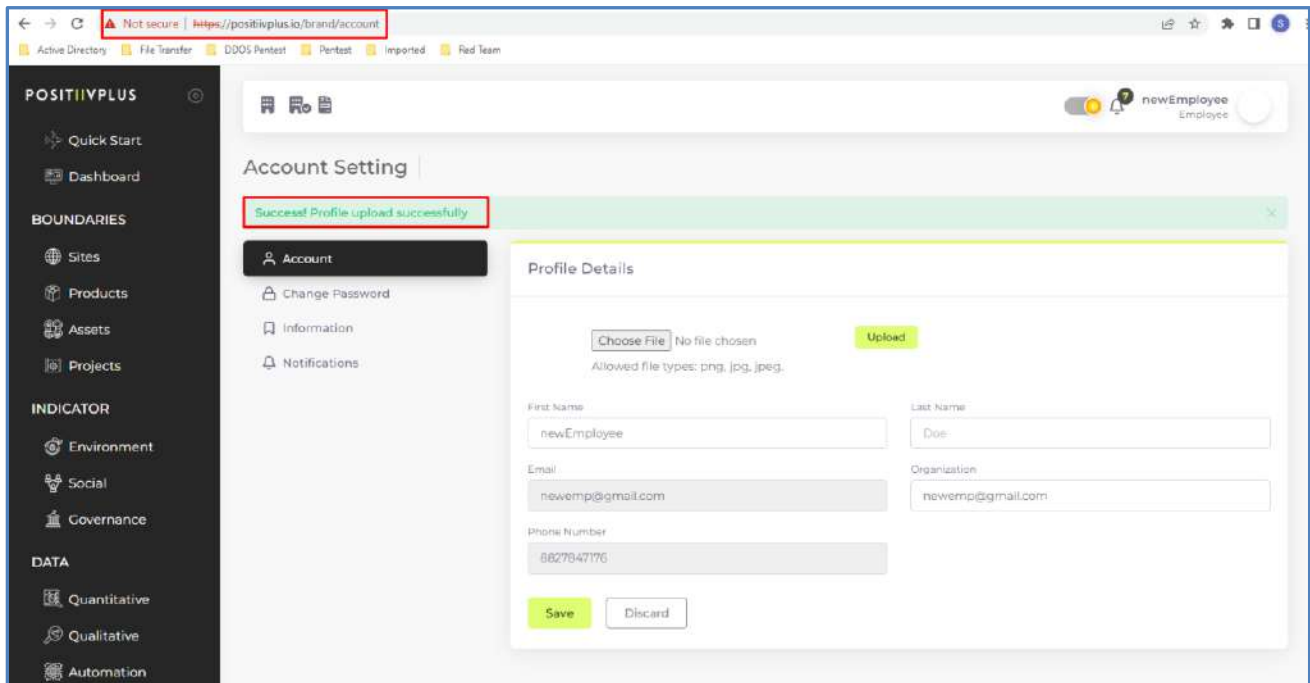 Not secure | https://positiivplus.io/brand/account
S
Active Directory File Transfer DDOS Pentest Pentest Imported Red Team
POSITIIVPLUS
7
newEmployee
Employee
Quick Start
Dashboard
Account Setting
Success! Profile upload successfully
BOUNDARIES
Sites
Products
Assets
Projects
Account
Change Password
Information
Notifications
Profile Details
Choose File No file chosen
Upload
Allowed file types: png, jpg, jpeg.
First Name
Last Name
newEmployee
Doe
Email
Organization
newemp@gmail.com
newemp@gmail.com
Phone Number
8827847176
Save
Discard
INDICATOR
Environment
Social
Governance
DATA
Quantitative
Qualitative
Automation